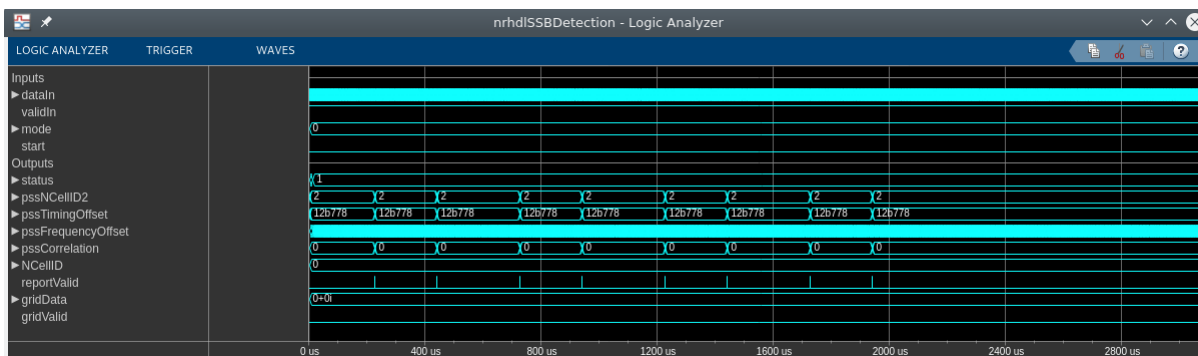 nrhdlSSBDetection - Logic Analyzer
LOGIC ANALYZER TRIGGER WAVES
Inputs
dataIn
validIn
mode 0
start
Outputs
status 1
pssNCellID2 2 2 2 2 2 2 2 2 2
pssTimingOffset 12b778 12b778 12b778 12b778 12b778 12b778 12b778 12b778 12b778
pssFrequencyOffset
pssCorrelation 0 0 0 0 0 0 0 0 0
NCellID 0
reportValid
gridData 0+0i
gridValid
0 us 400 us 800 us 1200 us 1600 us 2000 us 2400 us 2800 us